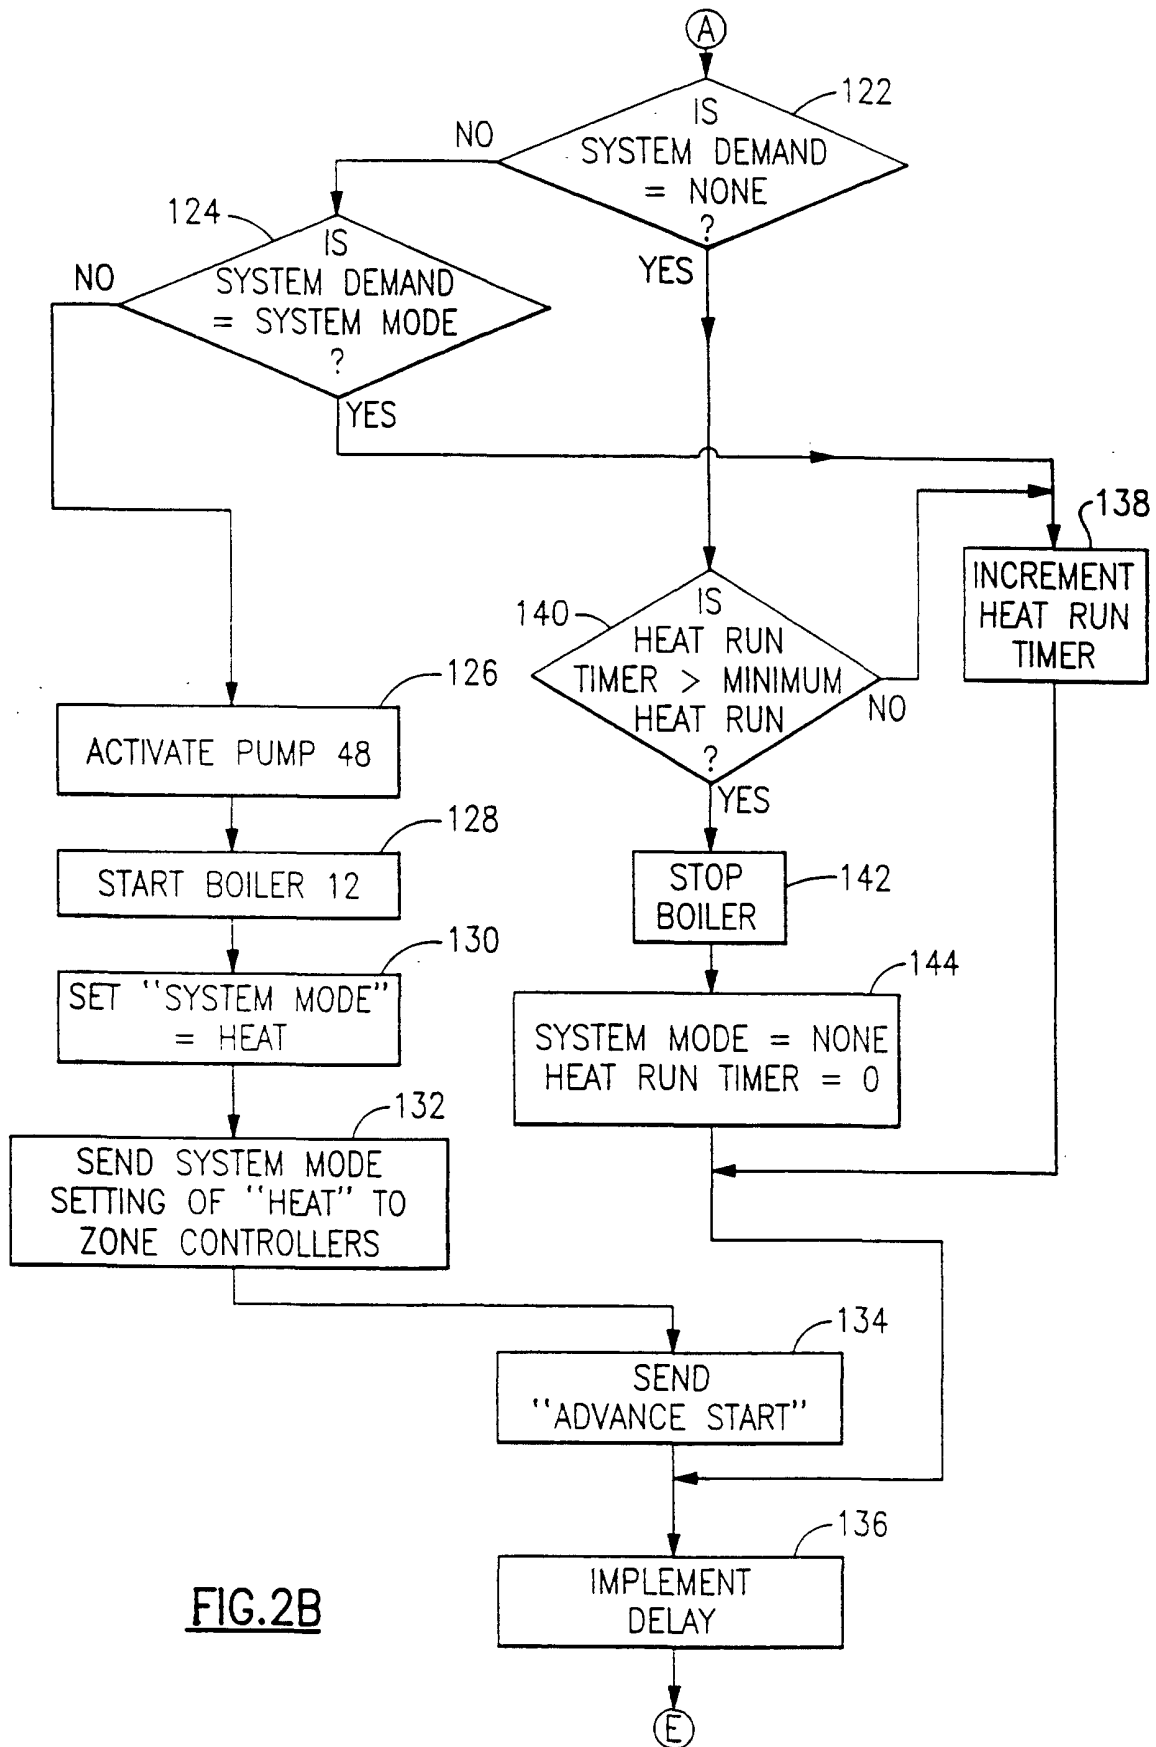 A
122
IS
SYSTEM DEMAND
= NONE
?
NO
YES
124
IS
SYSTEM DEMAND
= SYSTEM MODE
?
NO
YES
138
INCREMENT
HEAT RUN
TIMER
140
IS
HEAT RUN
TIMER > MINIMUM
HEAT RUN
?
NO
YES
126
ACTIVATE PUMP 48
128
START BOILER 12
142
STOP
BOILER
130
SET "SYSTEM MODE"
= HEAT
144
SYSTEM MODE = NONE
HEAT RUN TIMER = 0
132
SEND SYSTEM MODE
SETTING OF "HEAT" TO
ZONE CONTROLLERS
134
SEND
"ADVANCE START"
136
IMPLEMENT
DELAY
FIG.2B
E